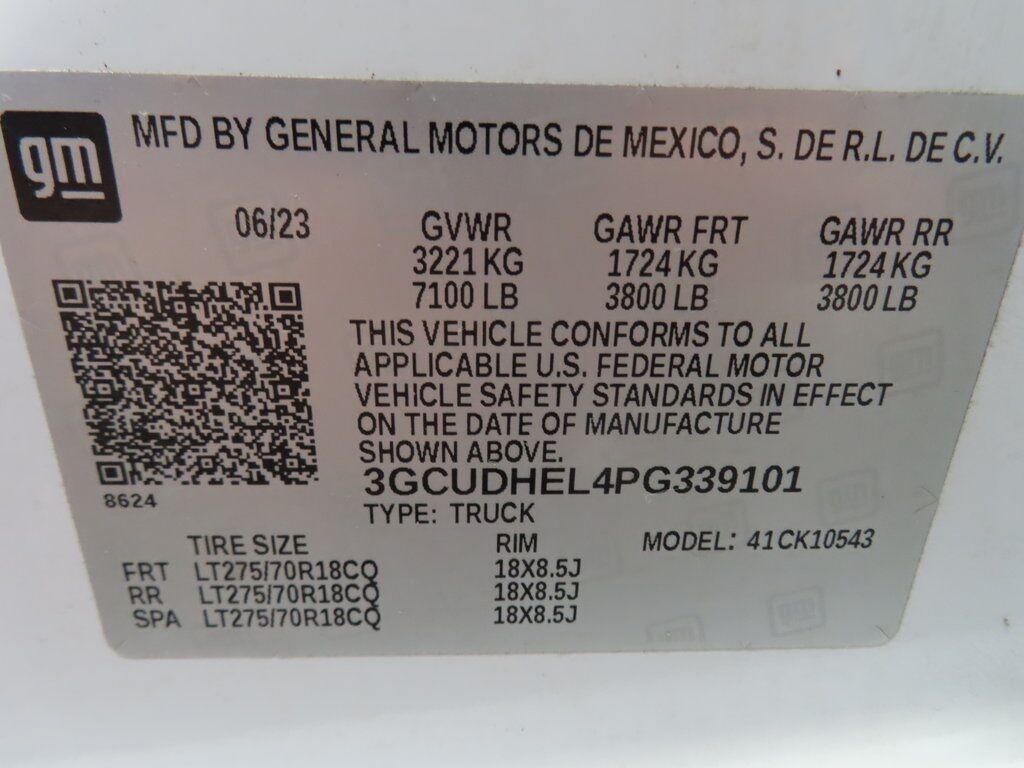 gm
MFD BY GENERAL MOTORS DE MEXICO, S. DE R.L. DE C.V.
06/23 GVWR GAWR FRT GAWR RR
3221 KG 1724 KG 1724 KG
7100 LB 3800 LB 3800 LB
THIS VEHICLE CONFORMS TO ALL
APPLICABLE U.S. FEDERAL MOTOR
VEHICLE SAFETY STANDARDS IN EFFECT
ON THE DATE OF MANUFACTURE
SHOWN ABOVE.
3GCUDHEL4PG339101
8624
TYPE: TRUCK
TIRE SIZE RIM MODEL: 41CK10543
FRT LT275/70R18CQ 18X8.5J
RR LT275/70R18CQ 18X8.5J
SPA LT275/70R18CQ 18X8.5J